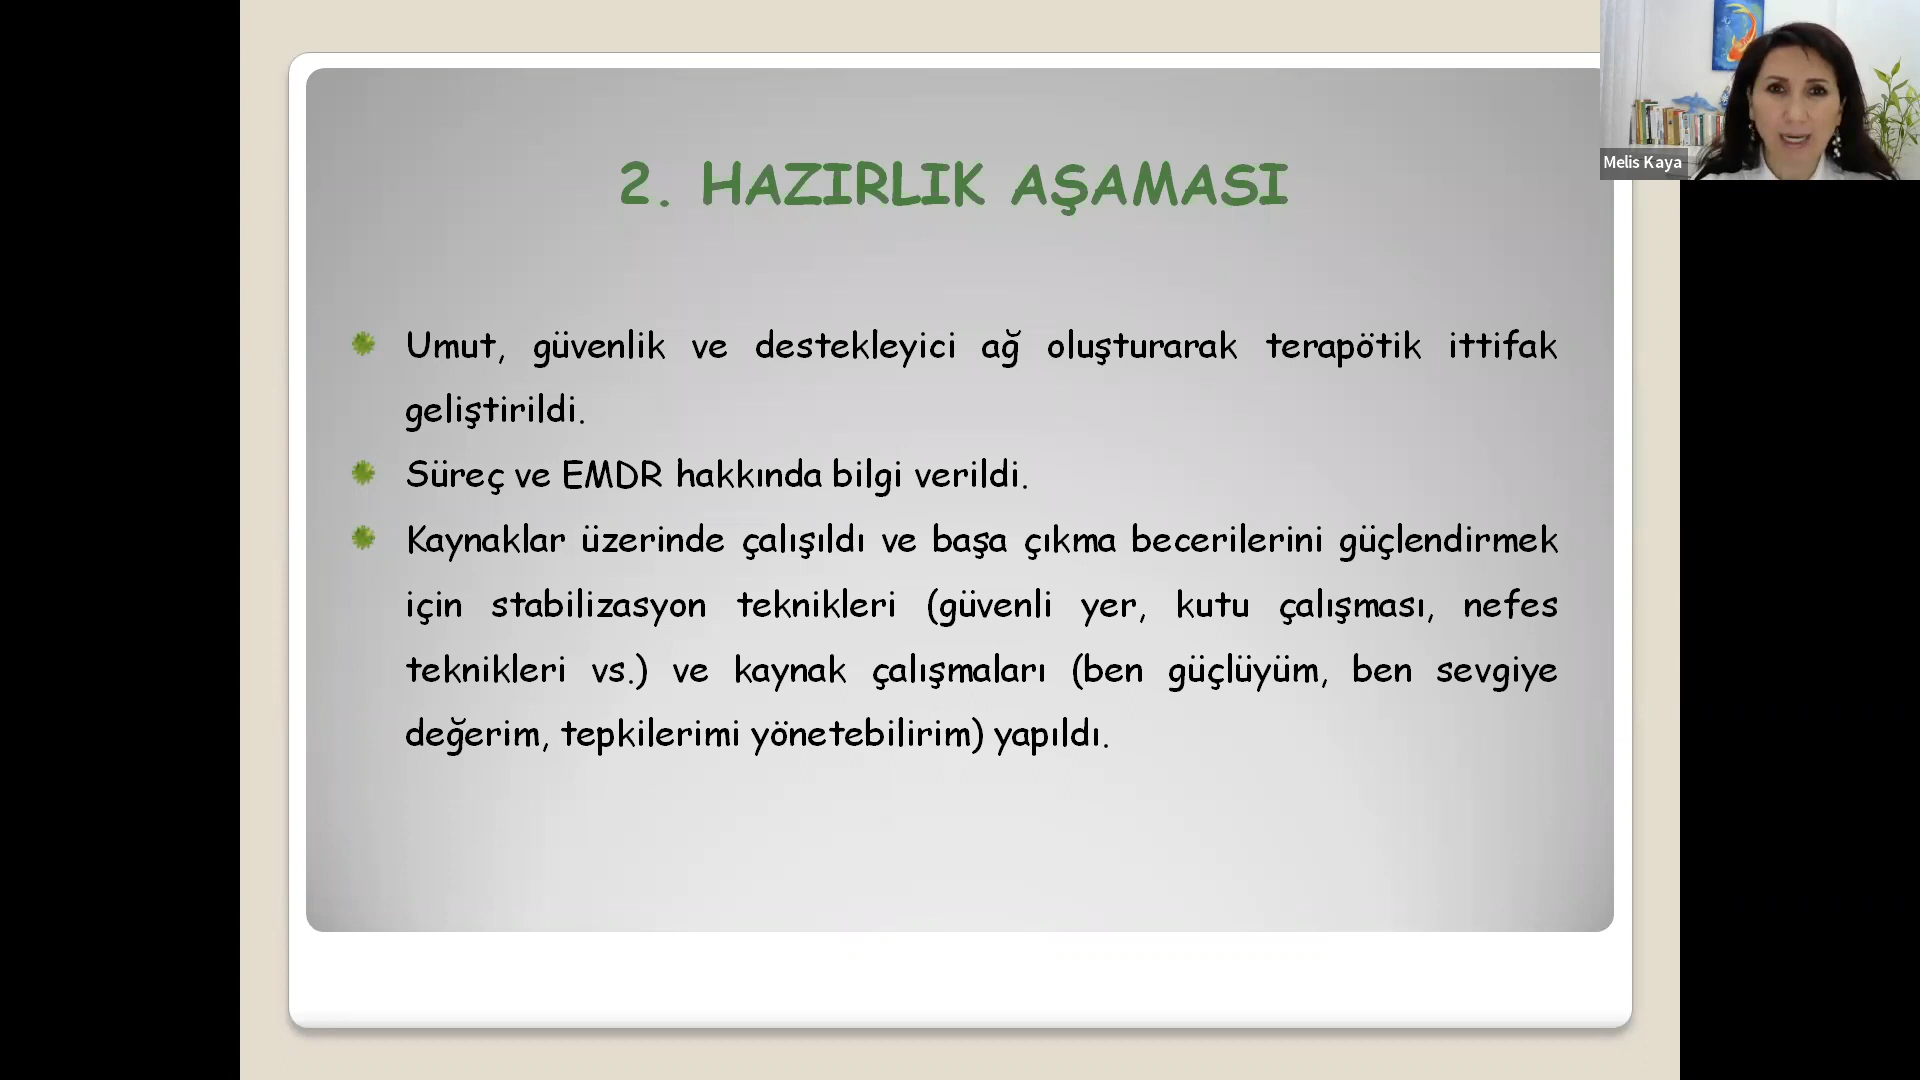 2. HAZIRLIK AŞAMASI
Umut, güvenlik ve destekleyici ağ oluşturarak terapötik ittifak
geliştirildi.
Süreç ve EMDR hakkında bilgi verildi.
Kaynaklar üzerinde çalışıldı ve başa çıkma becerilerini güçlendirmek
için stabilizasyon teknikleri (güvenli yer, kutu çalışması, nefes
teknikleri vs.) ve kaynak çalışmaları (ben güçlüyüm, ben sevgiye
değerim, tepkilerimi yönetebilirim) yapıldı.
Melis Kaya